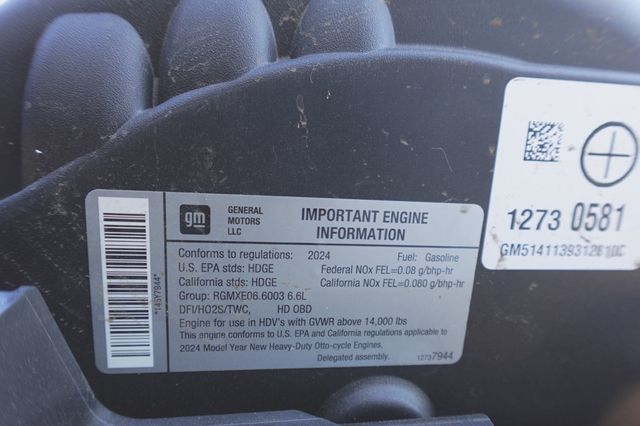 gm
GENERAL
MOTORS
LLC
IMPORTANT ENGINE
INFORMATION
Conforms to regulations: 2024 Fuel: Gasoline
U.S. EPA stds: HDGE Federal NOx FEL=0.08 g/bhp-hr
California stds: HDGE California NOx FEL=0.080 g/bhp-hr
Group: RGMXE06.6003 6.6L
DFI/HO2S/TWC, HD OBD
Engine for use in HDV's with GVWR above 14,000 lbs
This engine conforms to U.S. EPA and California regulations applicable to
2024 Model Year New Heavy-Duty Otto-cycle Engines.
Delegated assembly. 12737944
*145Y7944*
1273 0581